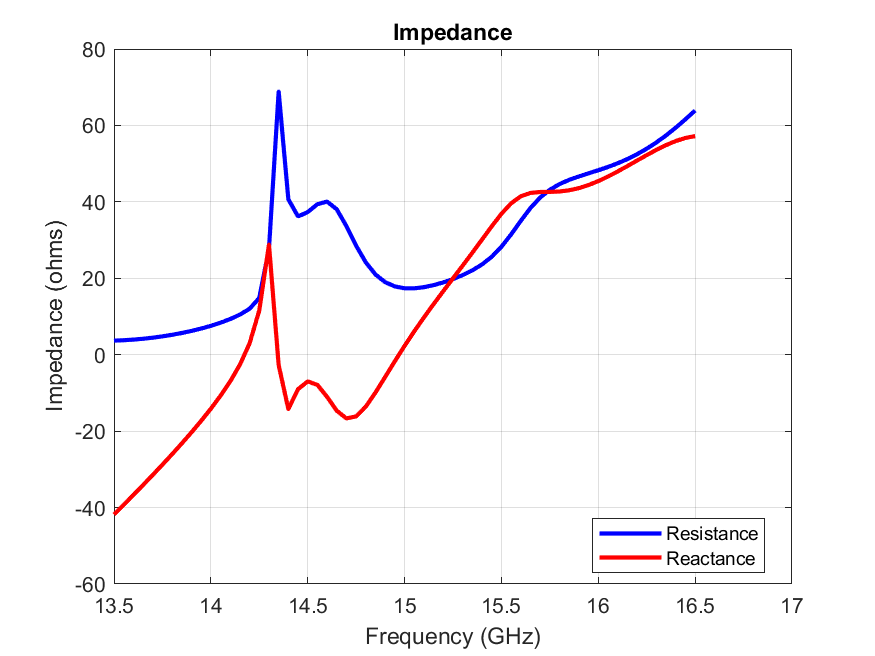 Impedance
80
60
40
20
0
-20
-40
-60
Impedance (ohms)
13.5 14 14.5 15 15.5 16 16.5 17
Frequency (GHz)
Resistance
Reactance